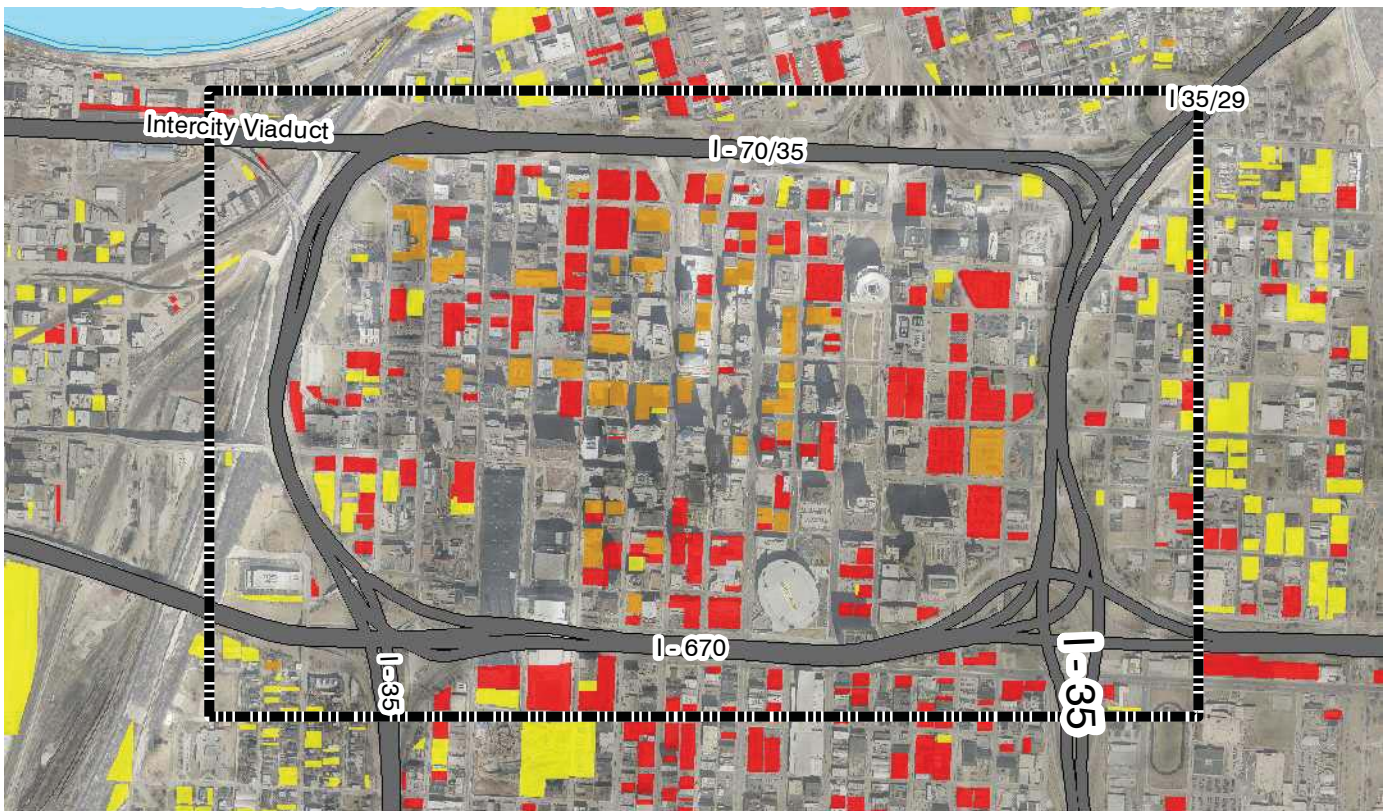 I 35/29
Intercity Viaduct
I - 70/35
I - 670
I - 35
I - 35